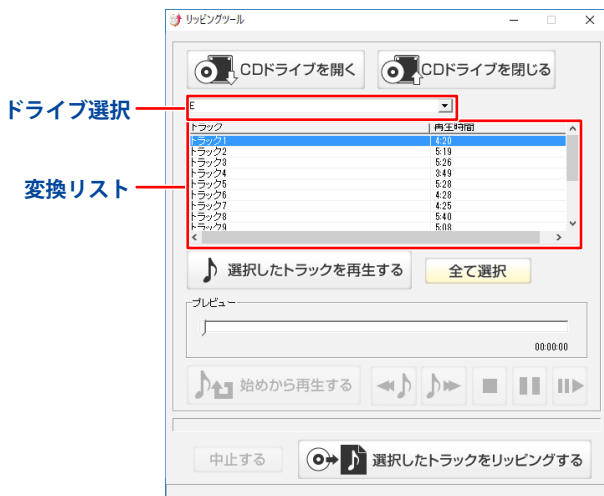 リッピングツール
CDドライブを開く
CDドライブを閉じる
ドライブ選択
E
トラック 再生時間
変換リスト
トラック1 4:20
トラック2 5:19
トラック3 5:26
トラック4 3:49
トラック5 5:28
トラック6 4:28
トラック7 4:25
トラック8 5:40
トラック9 5:08
選択したトラックを再生する
全て選択
プレビュー
00:00:00
始めから再生する
中止する
選択したトラックをリッピングする